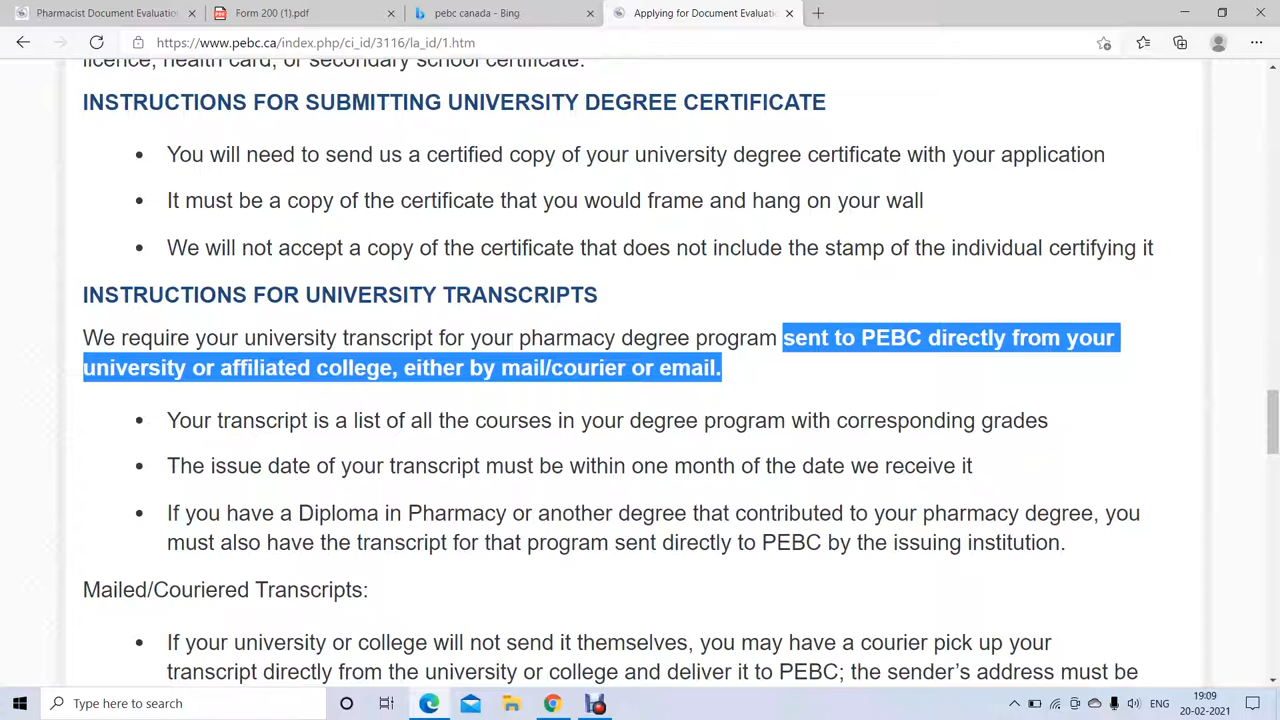 Pharmacist Document Evaluation
Form 200 (1).pdf
pebc canada - Bing
Applying for Document Evaluatio
https://www.pebc.ca/index.php/ci_id/3116/la_id/1.htm
licence, health card, or secondary school certificate.
INSTRUCTIONS FOR SUBMITTING UNIVERSITY DEGREE CERTIFICATE
• You will need to send us a certified copy of your university degree certificate with your application
• It must be a copy of the certificate that you would frame and hang on your wall
• We will not accept a copy of the certificate that does not include the stamp of the individual certifying it
INSTRUCTIONS FOR UNIVERSITY TRANSCRIPTS
We require your university transcript for your pharmacy degree program sent to PEBC directly from your
university or affiliated college, either by mail/courier or email.
• Your transcript is a list of all the courses in your degree program with corresponding grades
• The issue date of your transcript must be within one month of the date we receive it
• If you have a Diploma in Pharmacy or another degree that contributed to your pharmacy degree, you
must also have the transcript for that program sent directly to PEBC by the issuing institution.
Mailed/Couriered Transcripts:
• If your university or college will not send it themselves, you may have a courier pick up your
transcript directly from the university or college and deliver it to PEBC; the sender's address must be
Type here to search
ENG
19:09
20-02-2021